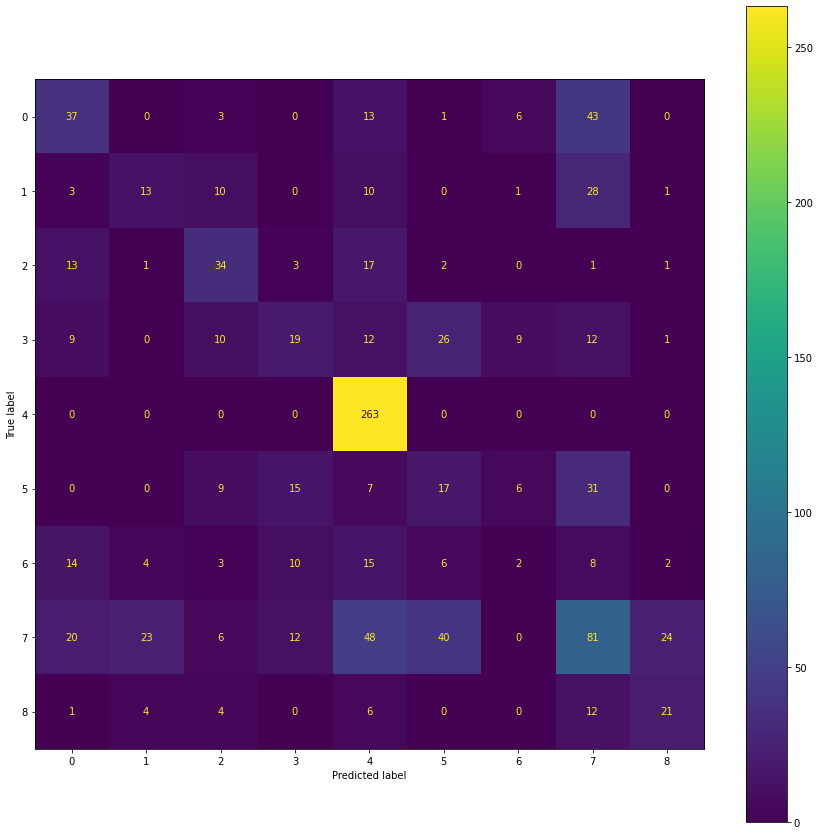 0 37 0 3 0 13 1 6 43 0
1 3 13 10 0 10 0 1 28 1
2 13 1 34 3 17 2 0 1 1
3 9 0 10 19 12 26 9 12 1
4 0 0 0 0 263 0 0 0 0
5 0 0 9 15 7 17 6 31 0
6 14 4 3 10 15 6 2 8 2
7 20 23 6 12 48 40 0 81 24
8 1 4 4 0 6 0 0 12 21
True label
0 1 2 3 4 5 6 7 8
Predicted label
250
200
150
100
50
0